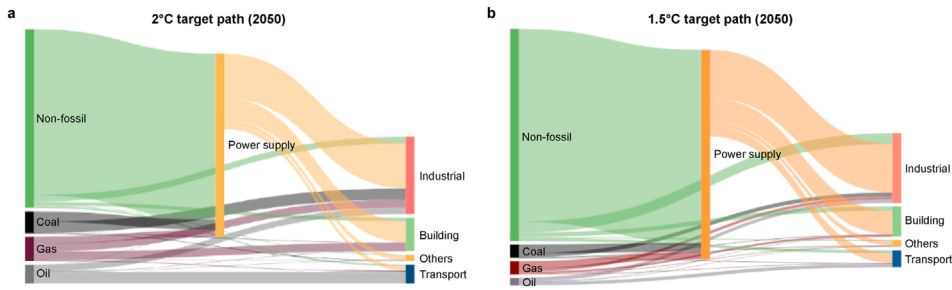 a
2°C target path (2050)
Non-fossil
Power supply
Coal
Gas
Oil
Industrial
Building
Others
Transport
b
1.5°C target path (2050)
Non-fossil
Power supply
Coal
Gas
Oil
Industrial
Building
Others
Transport